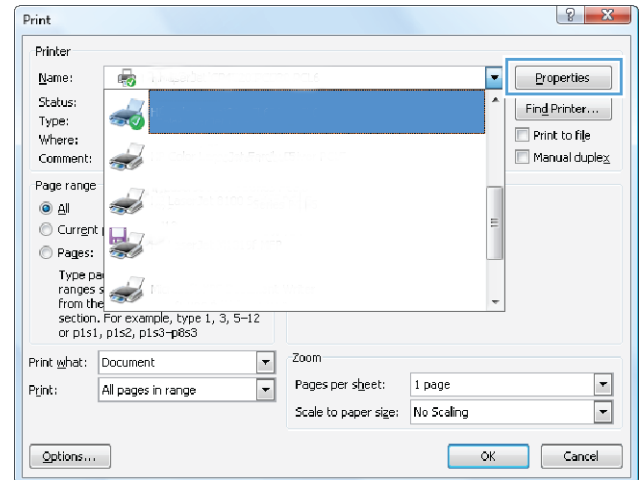 Print
Printer
Name:
Properties
Status:
Find Printer...
Type:
Where:
Print to file
Comment:
Manual duplex
Page range
All
Current
Pages:
Type
ranges
from the
section. For example, type 1, 3, 5–12
or p1s1, p1s2, p1s3–p8s3
Print what: Document
Print: All pages in range
Zoom
Pages per sheet: 1 page
Scale to paper size: No Scaling
Options...
OK
Cancel